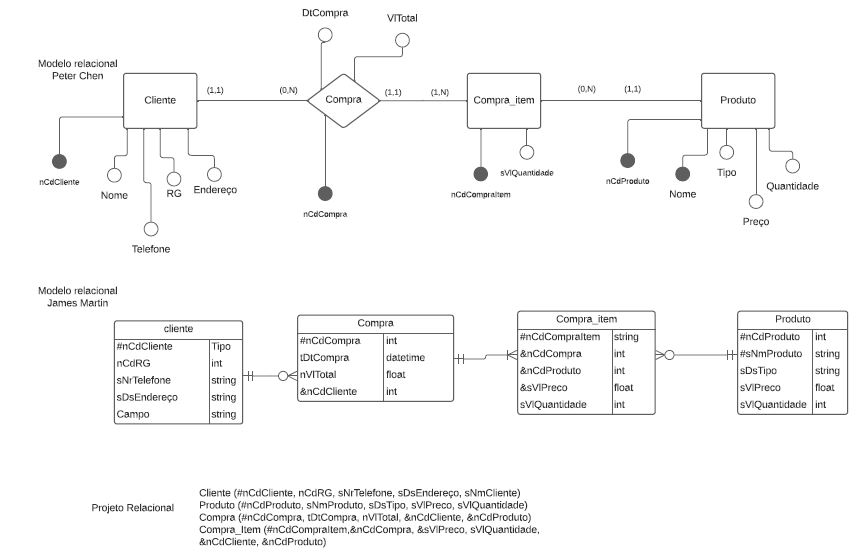 DtCompra
VlTotal
Modelo relacional
Peter Chen
Cliente
(1,1)
(0,N)
Compra
(1,1)
(1,N)
Compra_item
(0,N)
(1,1)
Produto
nCdCliente
Nome
Telefone
RG
Endereço
nCdCompra
nCdCompraItem
sVlQuantidade
nCdProduto
Nome
Tipo
Preço
Quantidade
Modelo relacional
James Martin
cliente
#nCdCliente Tipo
nCdRG int
sNrTelefone string
sDsEndereço string
Campo string
Compra
#nCdCompra int
tDtCompra datetime
nVlTotal float
&nCdCliente int
Compra_item
#nCdCompraItem string
&nCdCompra int
&nCdProduto int
&sVlPreco float
sVlQuantidade int
Produto
#nCdProduto int
#sNmProduto string
sDsTipo string
sVlPreco float
sVlQuantidade int
Projeto Relacional
Cliente (#nCdCliente, nCdRG, sNrTelefone, sDsEndereço, sNmCliente)
Produto (#nCdProduto, sNmProduto, sDsTipo, sVlPreco, sVlQuantidade)
Compra (#nCdCompra, tDtCompra, nVlTotal, &nCdCliente, &nCdProduto)
Compra_Item (#nCdCompraItem,&nCdCompra, &sVlPreco, sVlQuantidade,
&nCdCliente, &nCdProduto)